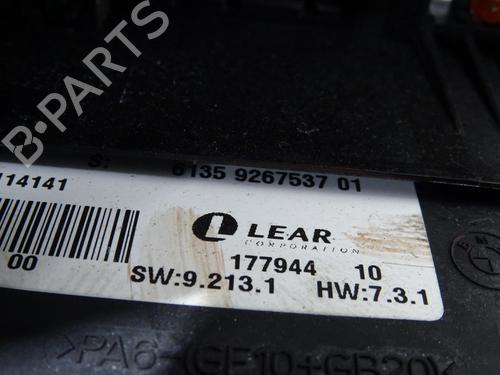 B-PARTS
S: 6135 9267537 01
114141
LEAR
CORPORATION
00
177944 10
SW:9.213.1 HW:7.3.1
>PA6-(GF10+GB20)<